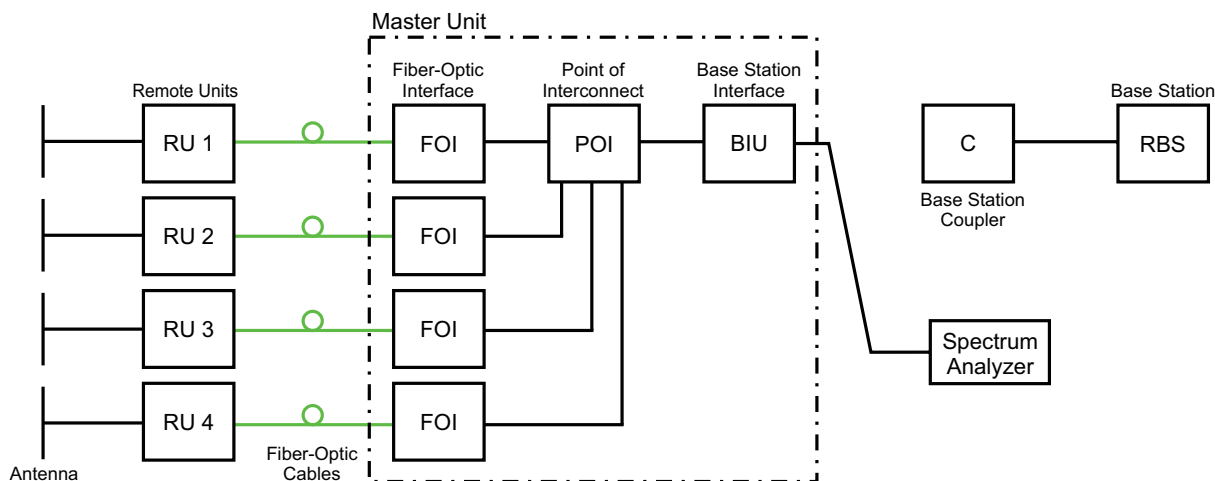 Master Unit
Fiber-Optic
Interface
Point of
Interconnect
Base Station
Interface
Remote Units
Base Station
RU 1
FOI
POI
BIU
C
RBS
Base Station
Coupler
RU 2
FOI
RU 3
FOI
Spectrum
Analyzer
RU 4
FOI
Antenna
Fiber-Optic
Cables